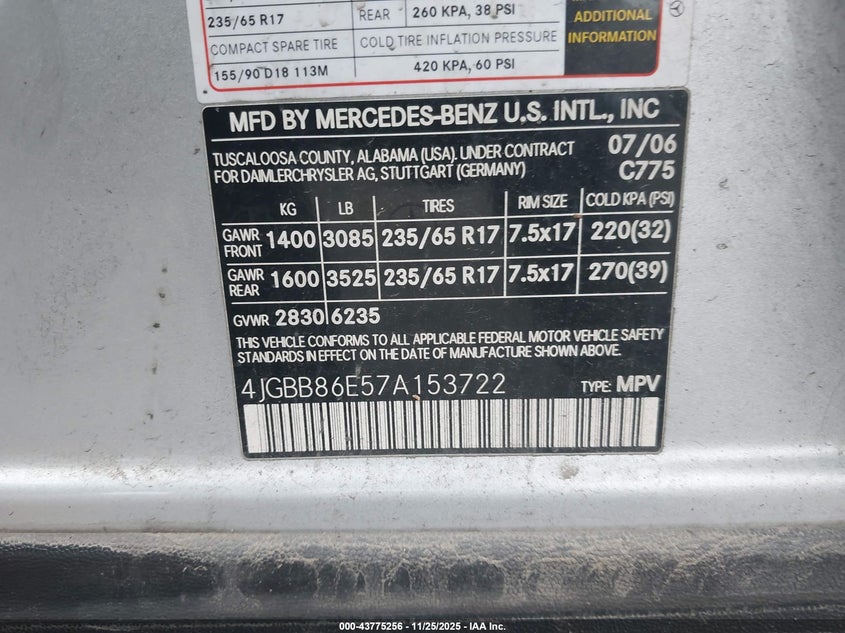 235/65 R17 REAR 260 KPA, 38 PSI
COMPACT SPARE TIRE COLD TIRE INFLATION PRESSURE
155/90 D18 113M 420 KPA, 60 PSI
ADDITIONAL
INFORMATION
MFD BY MERCEDES-BENZ U.S. INTL., INC
TUSCALOOSA COUNTY, ALABAMA (USA). UNDER CONTRACT 07/06
FOR DAIMLERCHRYSLER AG, STUTTGART (GERMANY) C775
KG LB TIRES RIM SIZE COLD KPA (PSI)
GAWR FRONT 1400 3085 235/65 R17 7.5x17 220(32)
GAWR REAR 1600 3525 235/65 R17 7.5x17 270(39)
GVWR 2830 6235
THIS VEHICLE CONFORMS TO ALL APPLICABLE FEDERAL MOTOR VEHICLE SAFETY
STANDARDS IN EFFECT ON THE DATE OF MANUFACTURE SHOWN ABOVE.
4JGBB86E57A153722 TYPE: MPV
000-43775256 - 11/25/2025 - IAA Inc.